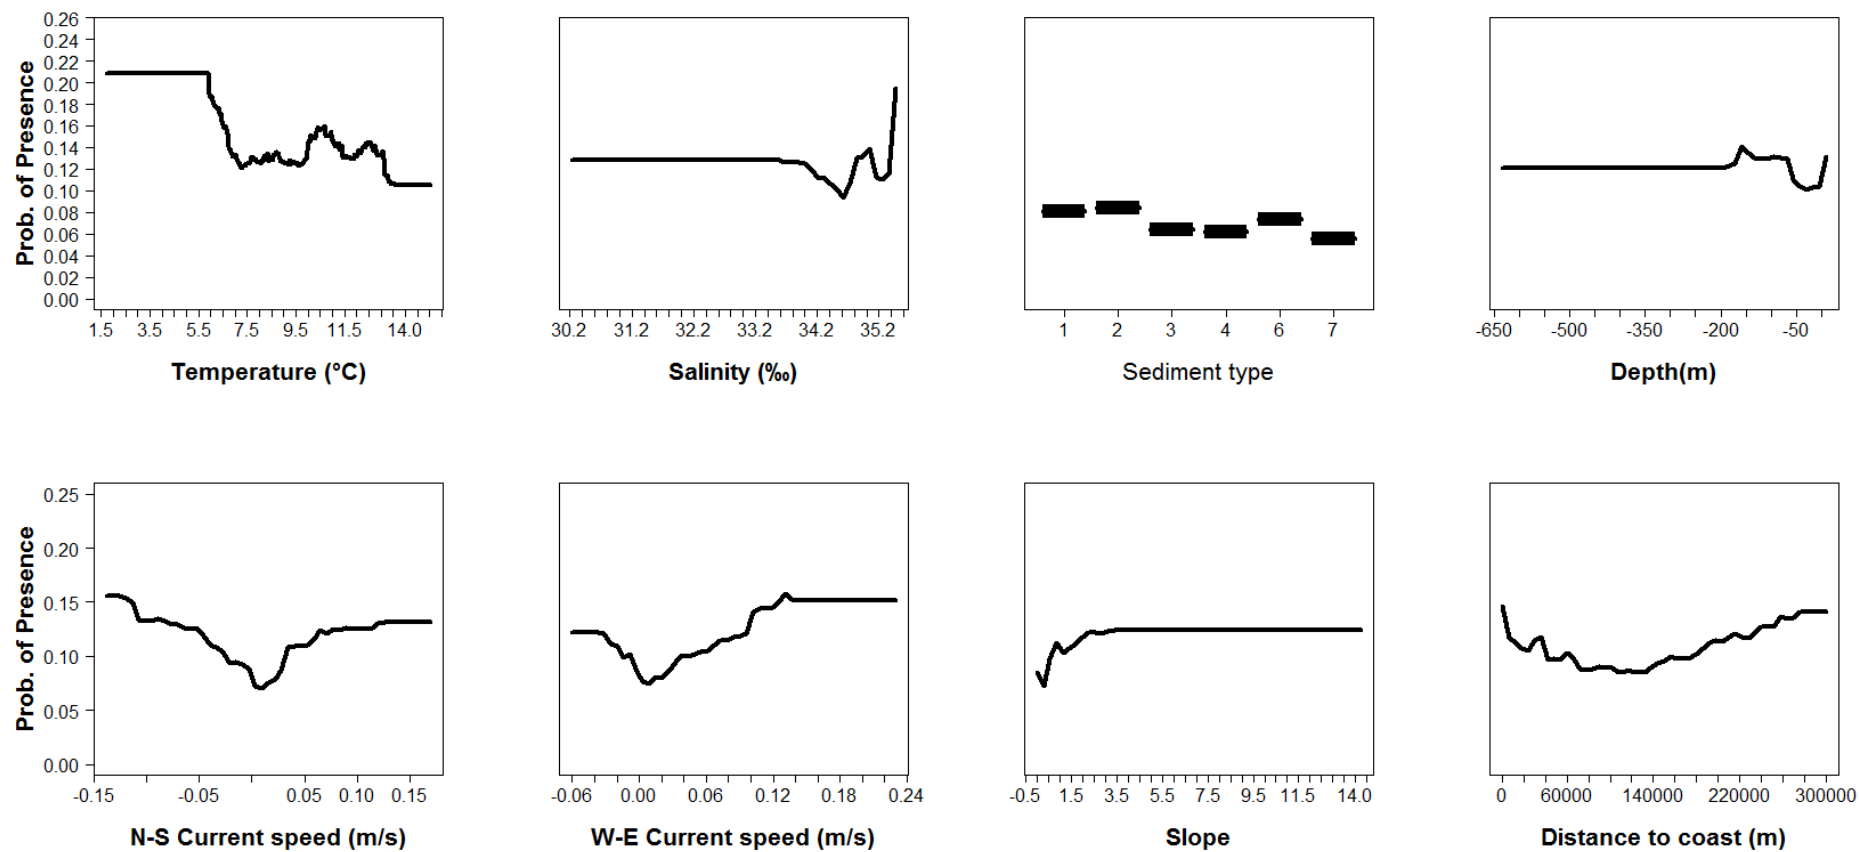 Prob. of Presence
0.26
0.24
0.22
0.20
0.18
0.16
0.14
0.12
0.10
0.08
0.06
0.04
0.02
0.00
1.5 3.5 5.5 7.5 9.5 11.5 14.0
Temperature (°C)
30.2 31.2 32.2 33.2 34.2 35.2
Salinity (‰)
1 2 3 4 6 7
Sediment type
-650 -500 -350 -200 -50
Depth(m)
Prob. of Presence
0.25
0.20
0.15
0.10
0.05
0.00
-0.15 -0.05 0.05 0.10 0.15
N-S Current speed (m/s)
-0.06 0.00 0.06 0.12 0.18 0.24
W-E Current speed (m/s)
-0.5 1.5 3.5 5.5 7.5 9.5 11.5 14.0
Slope
0 60000 140000 220000 300000
Distance to coast (m)